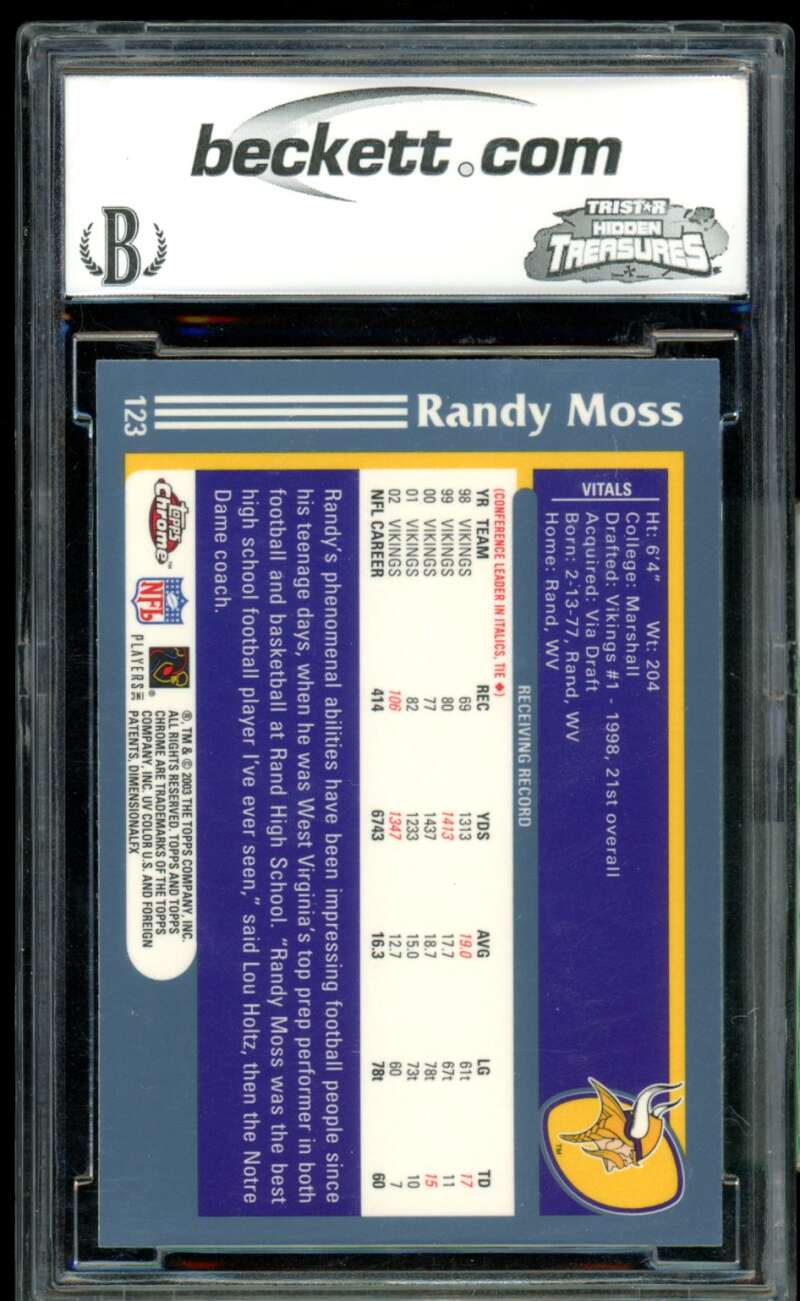 beckett.com
B
TRISTAR
HIDDEN
TREASURES
™
Randy Moss
123
VITALS
Ht: 6'4" Wt: 204
College: Marshall
Drafted: Vikings #1 - 1998, 21st overall
Acquired: Via Draft
Born: 2-13-77, Rand, WV
Home: Rand, WV
RECEIVING RECORD
(CONFERENCE LEADER IN ITALICS, TIE ♦)
YR TEAM REC YDS AVG LG TD
98 VIKINGS 69 1313 19.0 61t 17
99 VIKINGS 80 1413 17.7 67t 11
00 VIKINGS 77 1437 18.7 78t 15
01 VIKINGS 82 1233 15.0 73t 10
02 VIKINGS 106 1347 12.7 60 7
NFL CAREER 414 6743 16.3 78t 60
Randy's phenomenal abilities have been impressing football people since
his teenage days, when he was West Virginia's top prep performer in both
football and basketball at Rand High School. "Randy Moss was the best
high school football player I've ever seen," said Lou Holtz, then the Notre
Dame coach.
topps
Chrome™
NFL
PLAYERS INC
®, TM & © 2003 THE TOPPS COMPANY, INC.
ALL RIGHTS RESERVED. TOPPS AND TOPPS
CHROME ARE TRADEMARKS OF THE TOPPS
COMPANY, INC. UV COLOR U.S. AND FOREIGN
PATENTS, DIMENSIONALFX